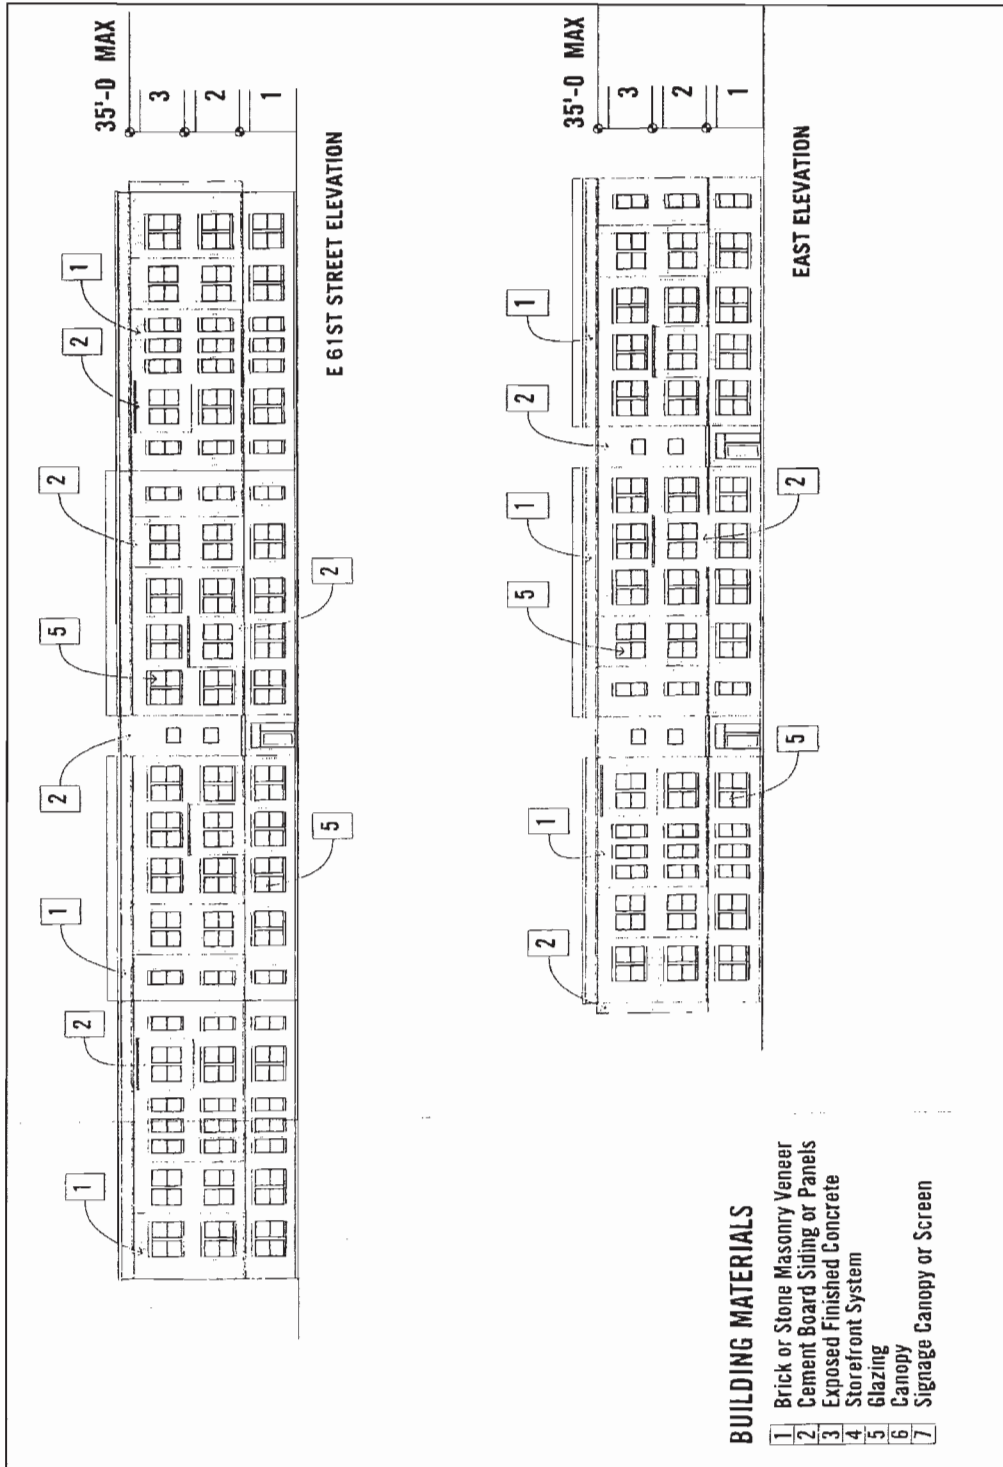 1 2 1 2 5 2 2 1
35'-0 MAX
3
2
1
5 2
E 61ST STREET ELEVATION
2 1 5 1 2 1
35'-0 MAX
3
2
1
5 2
EAST ELEVATION
BUILDING MATERIALS
1 Brick or Stone Masonry Veneer
2 Cement Board Siding or Panels
3 Exposed Finished Concrete
4 Storefront System
5 Glazing
6 Canopy
7 Signage Canopy or Screen